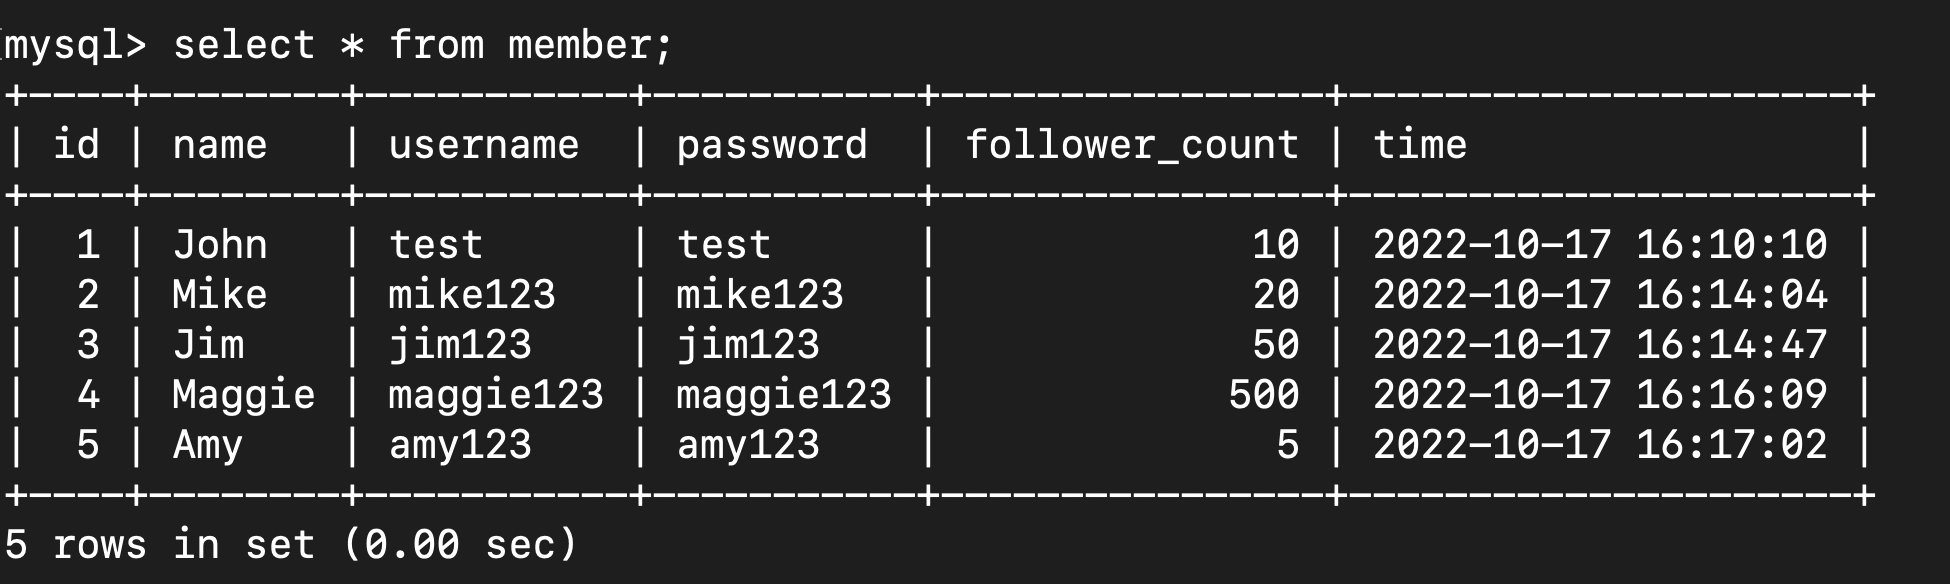 mysql> select * from member;
+----+--------+-----------+-----------+----------------+---------------------+
| id | name   | username  | password  | follower_count | time                |
+----+--------+-----------+-----------+----------------+---------------------+
|  1 | John   | test      | test      |             10 | 2022-10-17 16:10:10 |
|  2 | Mike   | mike123   | mike123   |             20 | 2022-10-17 16:14:04 |
|  3 | Jim    | jim123    | jim123    |             50 | 2022-10-17 16:14:47 |
|  4 | Maggie | maggie123 | maggie123 |            500 | 2022-10-17 16:16:09 |
|  5 | Amy    | amy123    | amy123    |              5 | 2022-10-17 16:17:02 |
+----+--------+-----------+-----------+----------------+---------------------+
5 rows in set (0.00 sec)